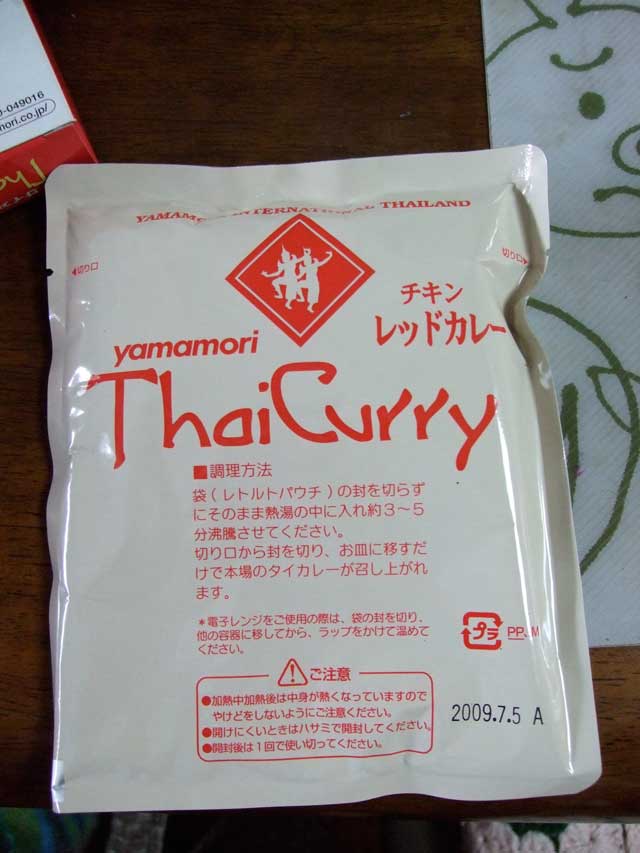 -049016
mori.co.jp/
YAMAMORI INTERNATIONAL THAILAND
切り口
切り口
チキン
レッドカレー
yamamori
ThaiCurry
■調理方法
袋(レトルトパウチ)の封を切らず
にそのまま熱湯の中に入れ約3〜5
分沸騰させてください。
切り口から封を切り、お皿に移すだ
けで本場のタイカレーが召し上がれ
ます。
*電子レンジをご使用の際は、袋の封を切り、
他の容器に移してから、ラップをかけて温めて
ください。
プラ
PP,M
ご注意
●加熱中加熱後は中身が熱くなっていますので
やけどをしないようにご注意ください。
●開けにくいときはハサミで開封してください。
●開封後は1回で使い切ってください。
2009.7.5 A